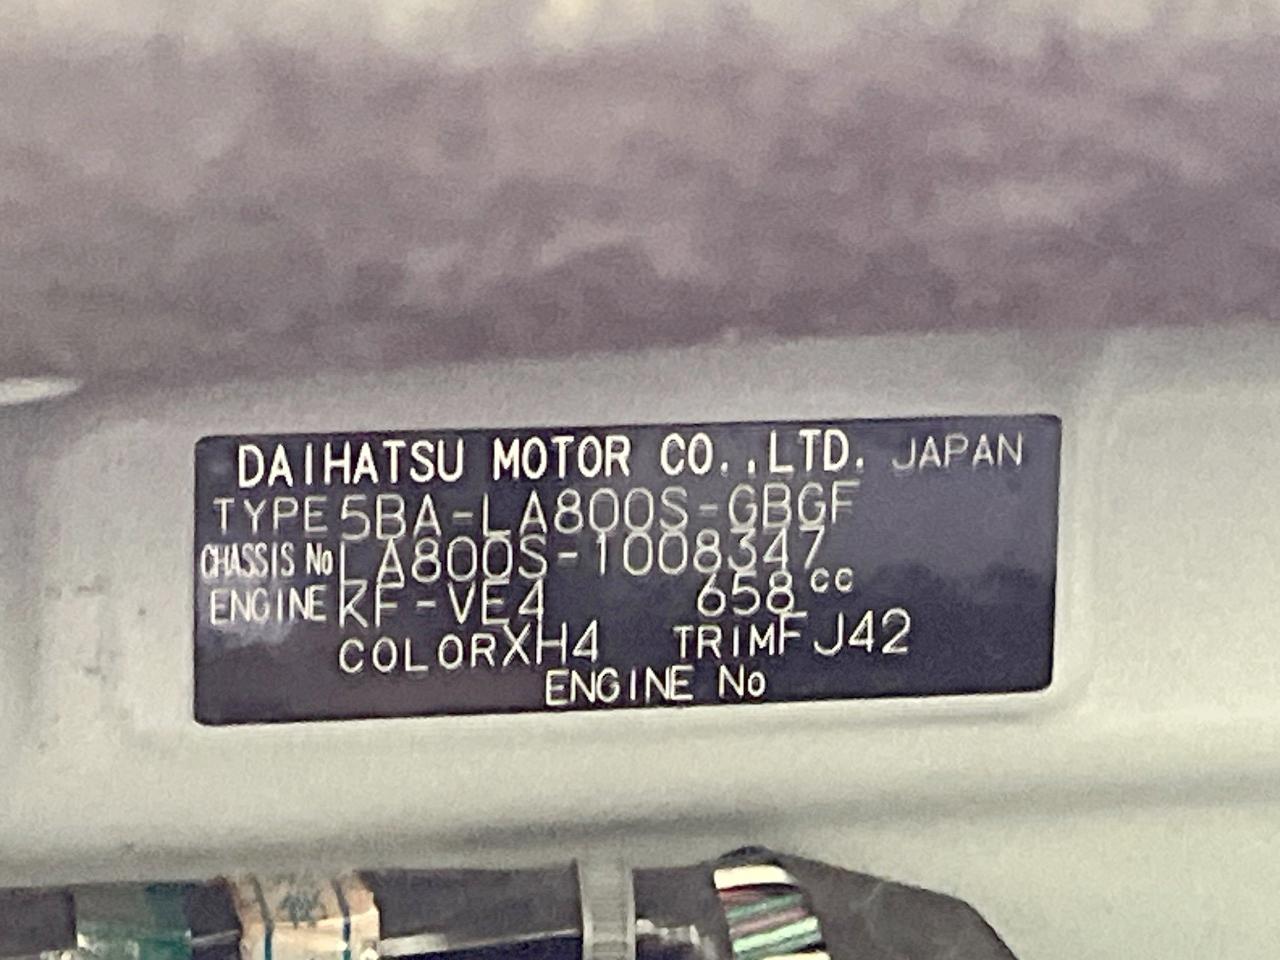 DAIHATSU MOTOR CO.,LTD. JAPAN
TYPE 5BA-LA800S-GBGF
CHASSIS No LA800S-1008347
ENGINE KF-VE4 658cc
COLOR XH4 TRIM FJ42
ENGINE No